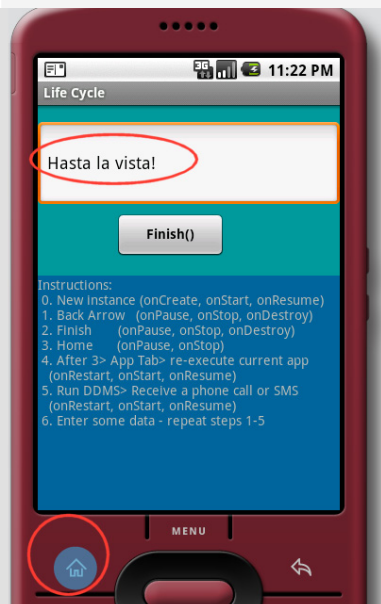 3G
11:22 PM
Life Cycle
Hasta la vista!
Finish()
Instructions:
0. New instance (onCreate, onStart, onResume)
1. Back Arrow (onPause, onStop, onDestroy)
2. Finish (onPause, onStop, onDestroy)
3. Home (onPause, onStop)
4. After 3> App Tab> re-execute current app
(onRestart, onStart, onResume)
5. Run DDMS> Receive a phone call or SMS
(onRestart, onStart, onResume)
6. Enter some data - repeat steps 1-5
MENU